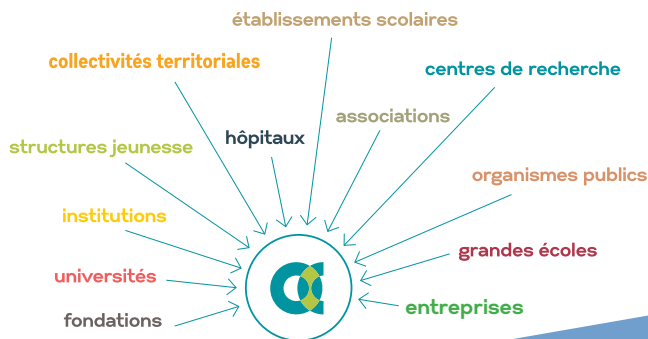 établissements scolaires
collectivités territoriales
centres de recherche
associations
hôpitaux
structures jeunesse
organismes publics
institutions
grandes écoles
universités
entreprises
fondations